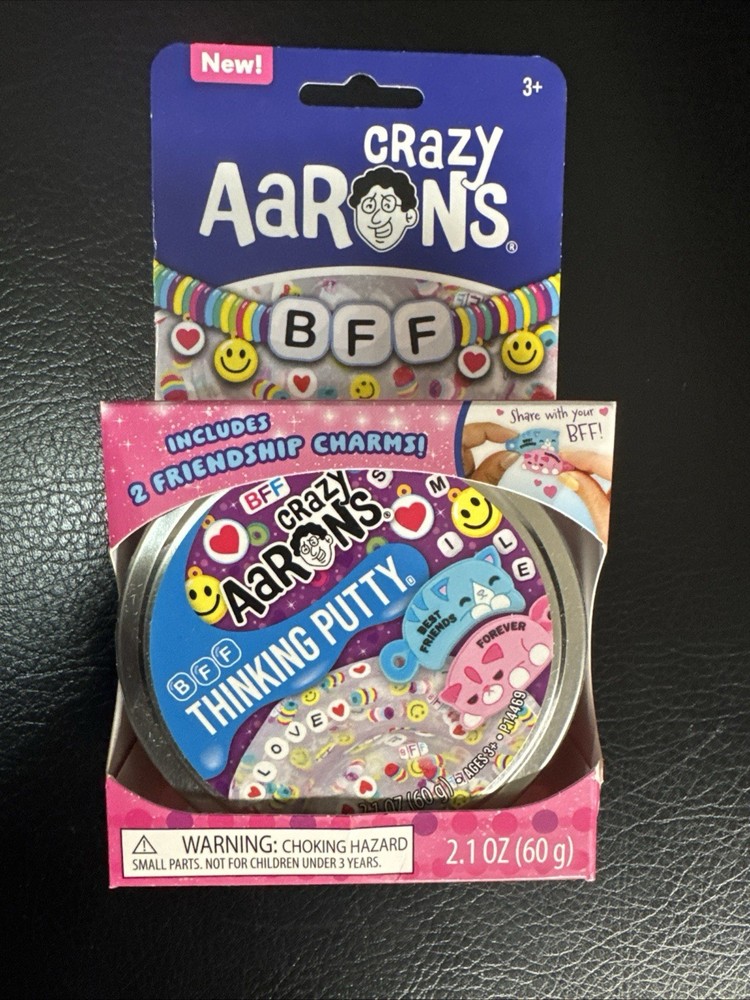 New!
3+
CRaZY
AaRONS®
BFF
INCLUDES
2 FRIENDSHIP CHARMS!
Share with your
BFF!
BFF
CRaZY
AaRONS®
S M I L E
BFF
THINKING PUTTY®
BEST
FRIENDS
FOREVER
LOVE
BFF
2.1 OZ (60 g) • AGES 3+ • P14469
WARNING: CHOKING HAZARD
SMALL PARTS. NOT FOR CHILDREN UNDER 3 YEARS.
2.1 OZ (60 g)